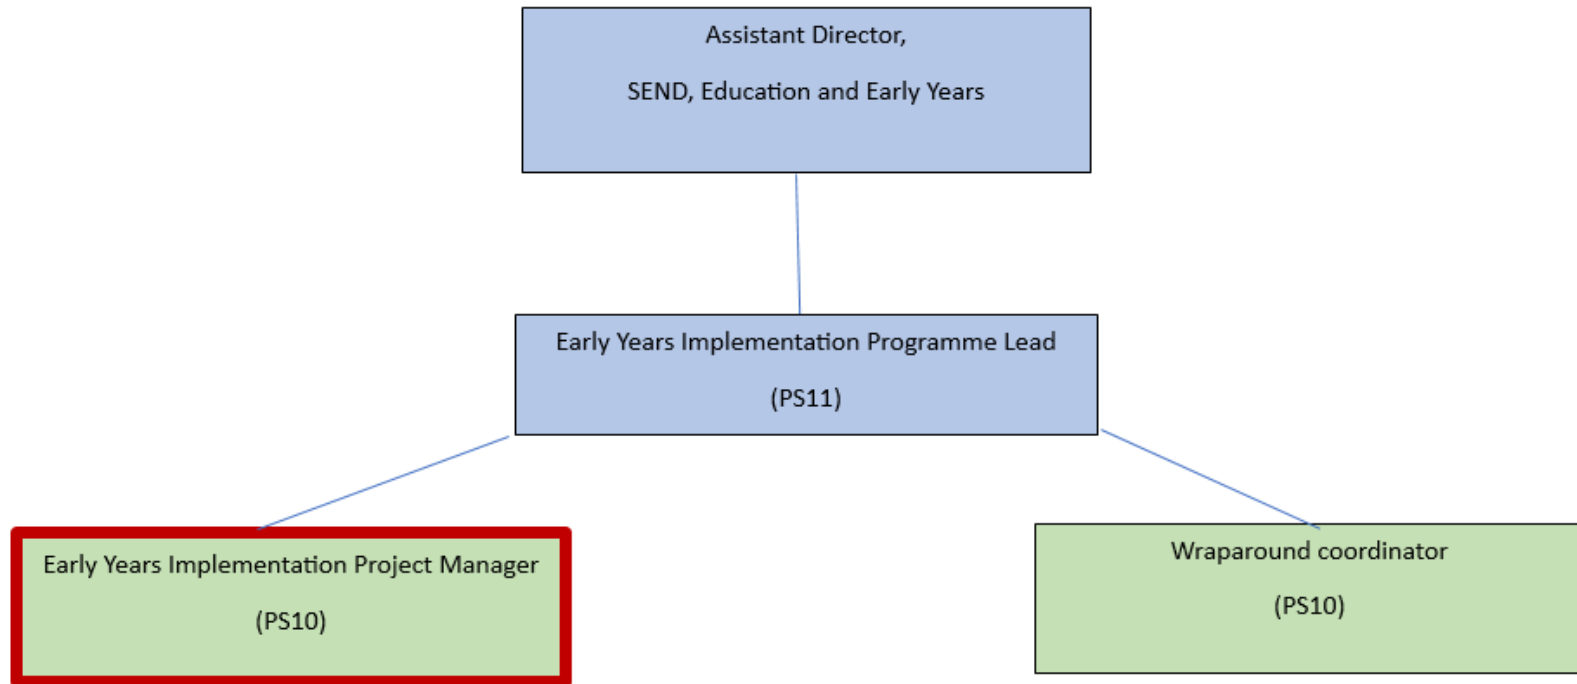 Assistant Director,
SEND, Education and Early Years
Early Years Implementation Programme Lead
(PS11)
Early Years Implementation Project Manager
(PS10)
Wraparound coordinator
(PS10)